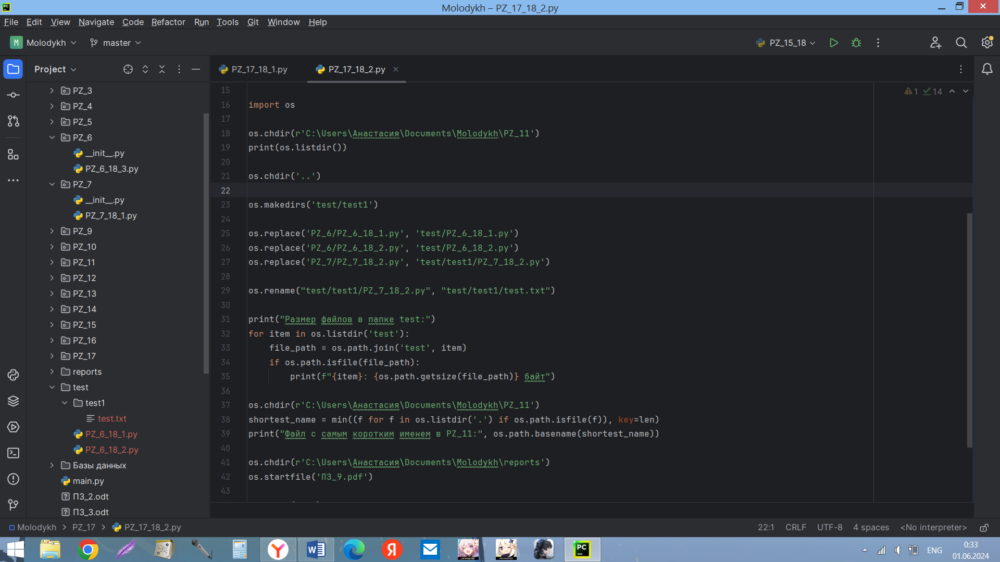 Molodykh – PZ_17_18_2.py
File Edit View Navigate Code Refactor Run Tools Git Window Help
M Molodykh master PZ_15_18
Project
PZ_17_18_1.py PZ_17_18_2.py
1 14
PZ_3
PZ_4
PZ_5
PZ_6
__init__.py
PZ_6_18_3.py
PZ_7
__init__.py
PZ_7_18_1.py
PZ_9
PZ_10
PZ_11
PZ_12
PZ_13
PZ_14
PZ_15
PZ_16
PZ_17
reports
test
test1
test.txt
PZ_6_18_1.py
PZ_6_18_2.py
Базы данных
main.py
ПЗ_2.odt
ПЗ_3.odt
15
16 import os
17
18 os.chdir(r'C:\Users\Анастасия\Documents\Molodykh\PZ_11')
19 print(os.listdir())
20
21 os.chdir('..')
22
23 os.makedirs('test/test1')
24
25 os.replace('PZ_6/PZ_6_18_1.py', 'test/PZ_6_18_1.py')
26 os.replace('PZ_6/PZ_6_18_2.py', 'test/PZ_6_18_2.py')
27 os.replace('PZ_7/PZ_7_18_2.py', 'test/test1/PZ_7_18_2.py')
28
29 os.rename("test/test1/PZ_7_18_2.py", "test/test1/test.txt")
30
31 print("Размер файлов в папке test:")
32 for item in os.listdir('test'):
33 file_path = os.path.join('test', item)
34 if os.path.isfile(file_path):
35 print(f"{item}: {os.path.getsize(file_path)} байт")
36
37 os.chdir(r'C:\Users\Анастасия\Documents\Molodykh\PZ_11')
38 shortest_name = min((f for f in os.listdir('.') if os.path.isfile(f)), key=len)
39 print("Файл с самым коротким именем в PZ_11:", os.path.basename(shortest_name))
40
41 os.chdir(r'C:\Users\Анастасия\Documents\Molodykh\reports')
42 os.startfile('ПЗ_9.pdf')
43
Molodykh > PZ_17 > PZ_17_18_2.py
22:1 CRLF UTF-8 4 spaces <No interpreter>
ENG
0:33
01.06.2024